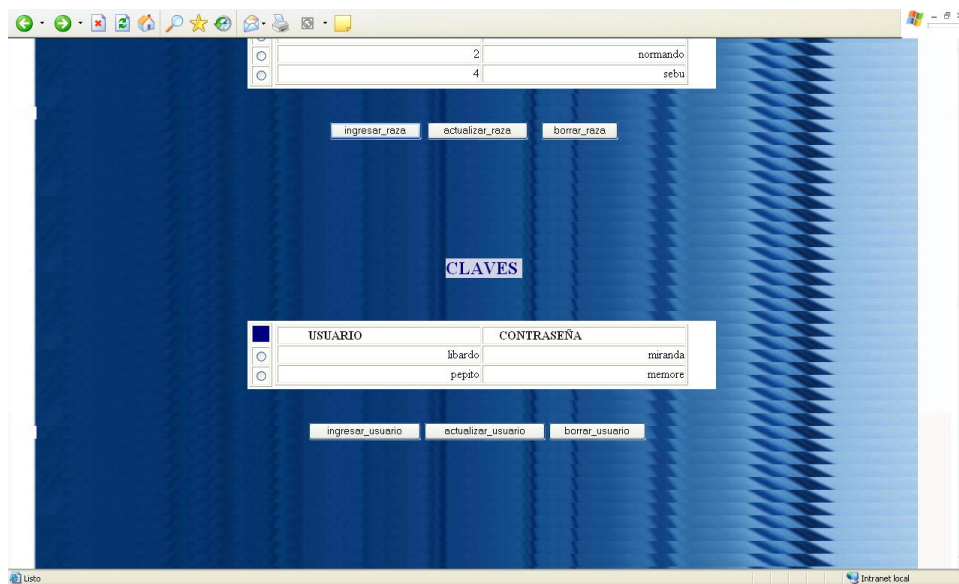 2 normando
4 sebu
ingresar_raza actualizar_raza borrar_raza
CLAVES
USUARIO CONTRASEÑA
libardo miranda
pepito memore
ingresar_usuario actualizar_usuario borrar_usuario
Listo Intranet local